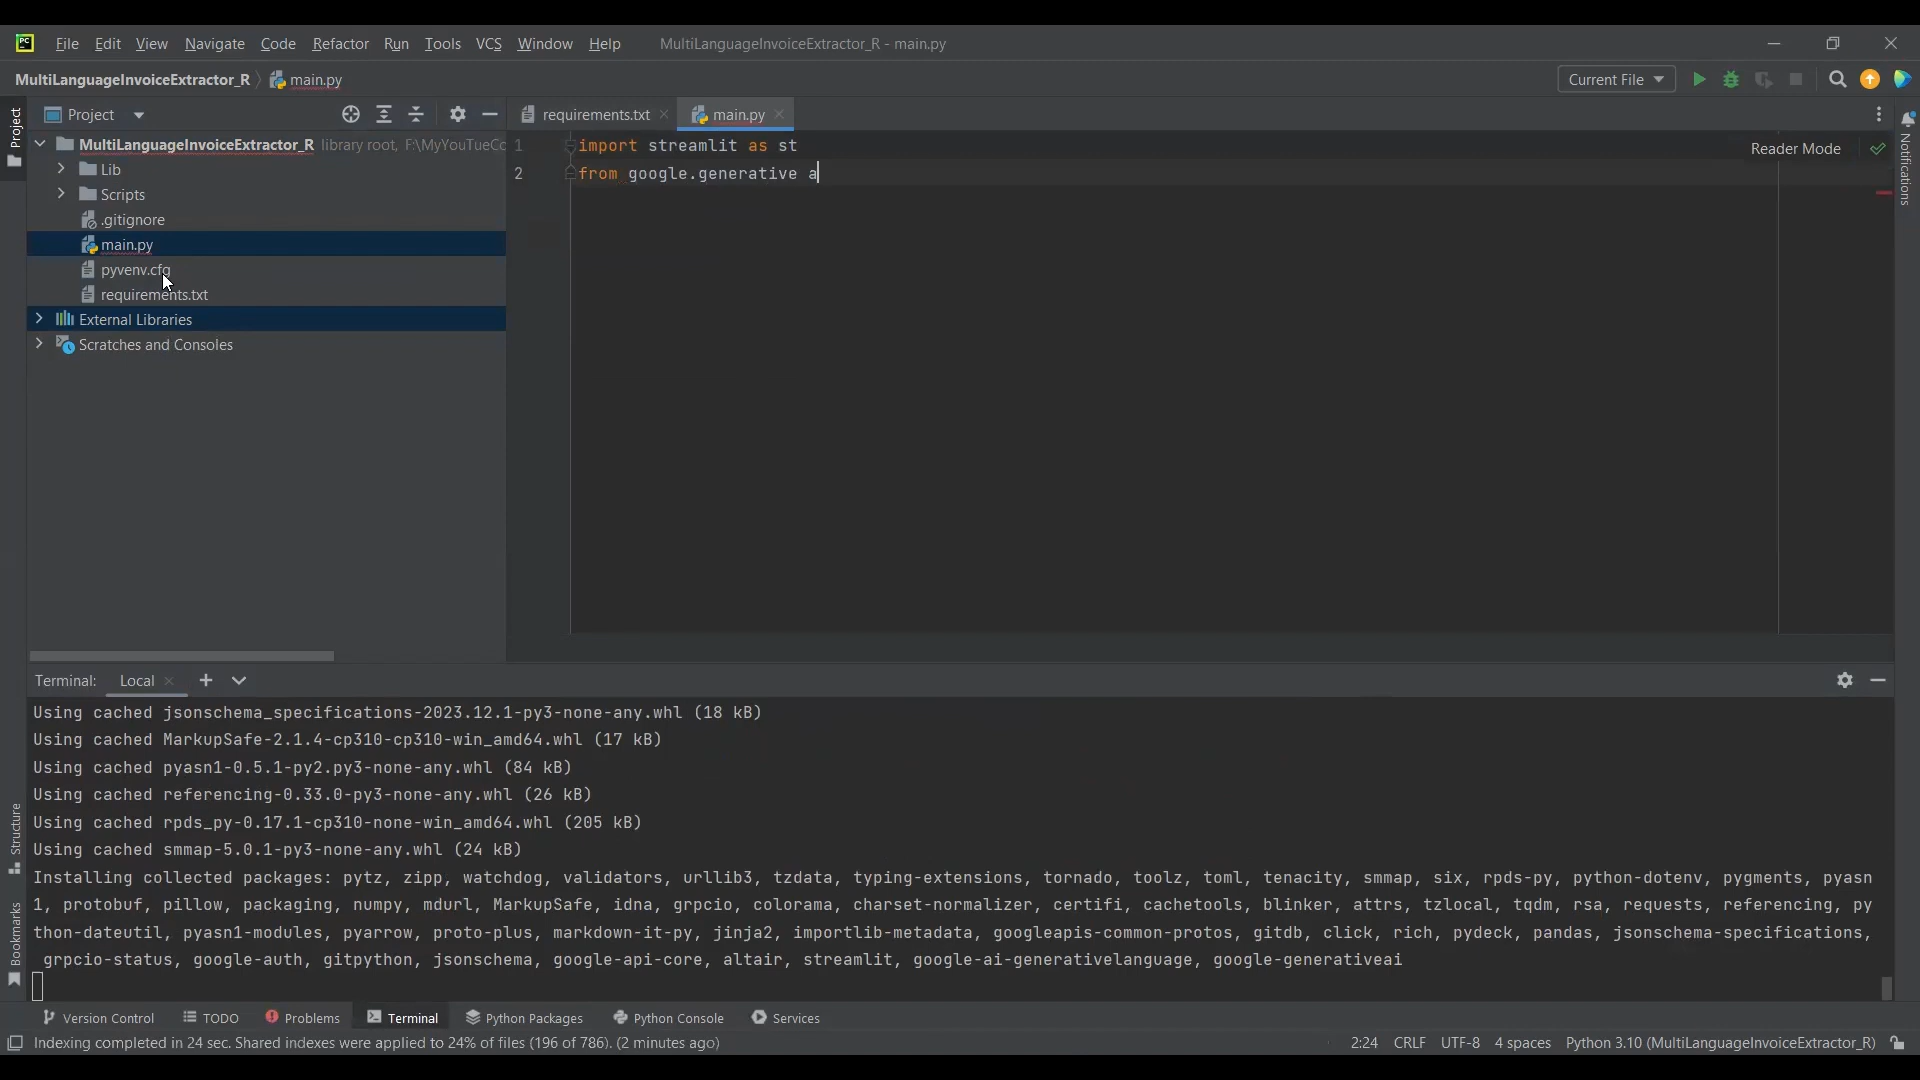 PC File Edit View Navigate Code Refactor Run Tools VCS Window Help MultiLanguageInvoiceExtractor_R - main.py
MultiLanguageInvoiceExtractor_R main.py Current File
Project Project requirements.txt main.py
MultiLanguageInvoiceExtractor_R library root, F:\MyYouTueCo
Lib
Scripts
.gitignore
main.py
pyvenv.cfg
requirements.txt
External Libraries
Scratches and Consoles
1 import streamlit as st
2 from google.generative a
Reader Mode
Notifications
Terminal: Local
Using cached jsonschema_specifications-2023.12.1-py3-none-any.whl (18 kB)
Using cached MarkupSafe-2.1.4-cp310-cp310-win_amd64.whl (17 kB)
Using cached pyasn1-0.5.1-py2.py3-none-any.whl (84 kB)
Using cached referencing-0.33.0-py3-none-any.whl (26 kB)
Using cached rpds_py-0.17.1-cp310-none-win_amd64.whl (205 kB)
Using cached smmap-5.0.1-py3-none-any.whl (24 kB)
Installing collected packages: pytz, zipp, watchdog, validators, urllib3, tzdata, typing-extensions, tornado, toolz, toml, tenacity, smmap, six, rpds-py, python-dotenv, pygments, pyasn
1, protobuf, pillow, packaging, numpy, mdurl, MarkupSafe, idna, grpcio, colorama, charset-normalizer, certifi, cachetools, blinker, attrs, tzlocal, tqdm, rsa, requests, referencing, py
thon-dateutil, pyasn1-modules, pyarrow, proto-plus, markdown-it-py, jinja2, importlib-metadata, googleapis-common-protos, gitdb, click, rich, pydeck, pandas, jsonschema-specifications,
grpcio-status, google-auth, gitpython, jsonschema, google-api-core, altair, streamlit, google-ai-generativelanguage, google-generativeai
Structure
Bookmarks
Version Control TODO Problems Terminal Python Packages Python Console Services
Indexing completed in 24 sec. Shared indexes were applied to 24% of files (196 of 786). (2 minutes ago) 2:24 CRLF UTF-8 4 spaces Python 3.10 (MultiLanguageInvoiceExtractor_R)